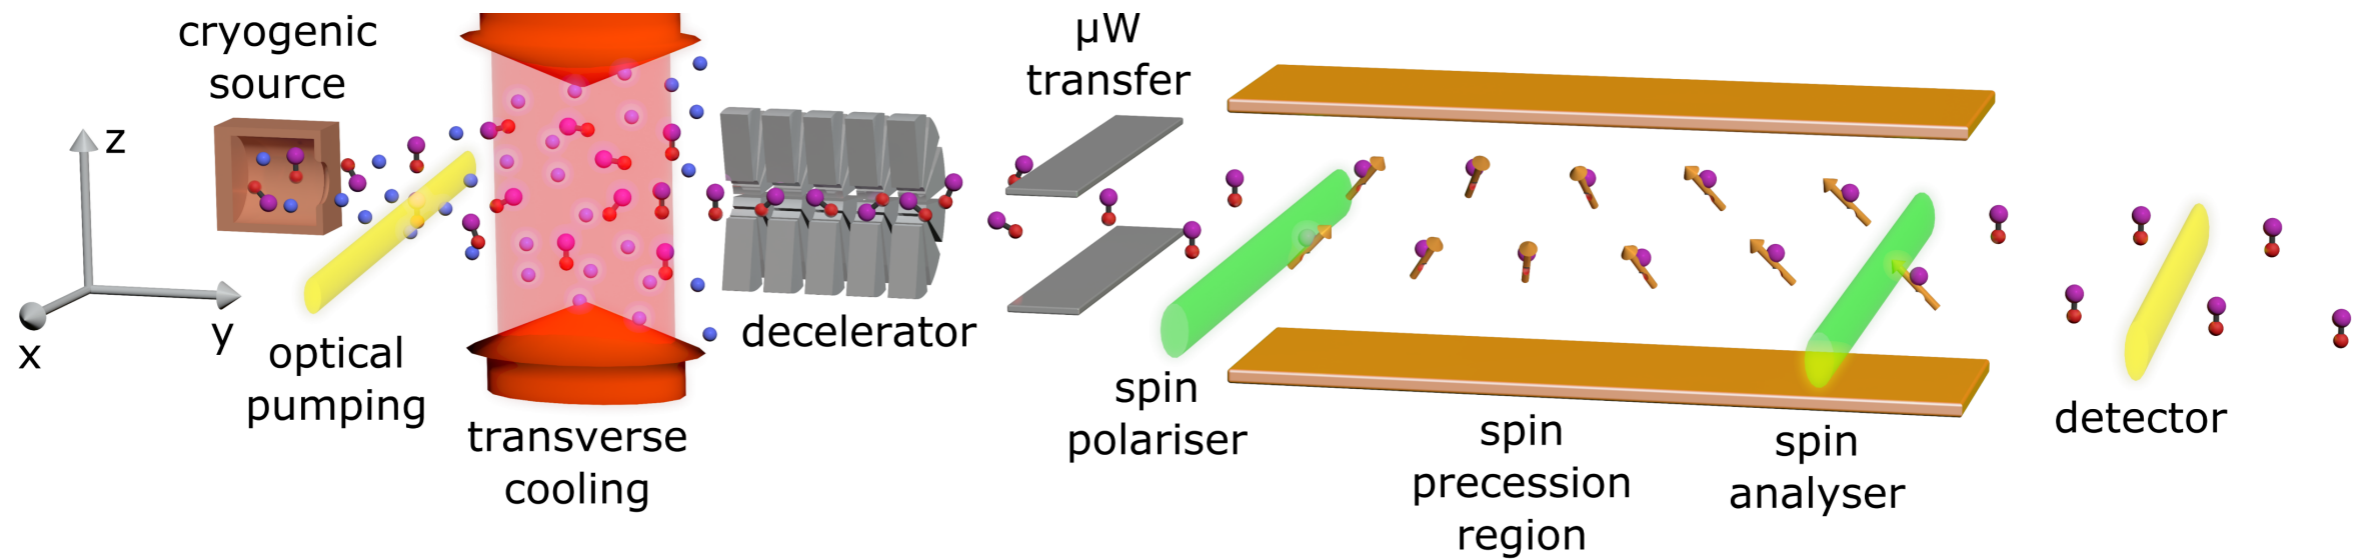 cryogenic
source
z
y
x
optical
pumping
transverse
cooling
decelerator
µW
transfer
spin
polariser
spin
precession
region
spin
analyser
detector